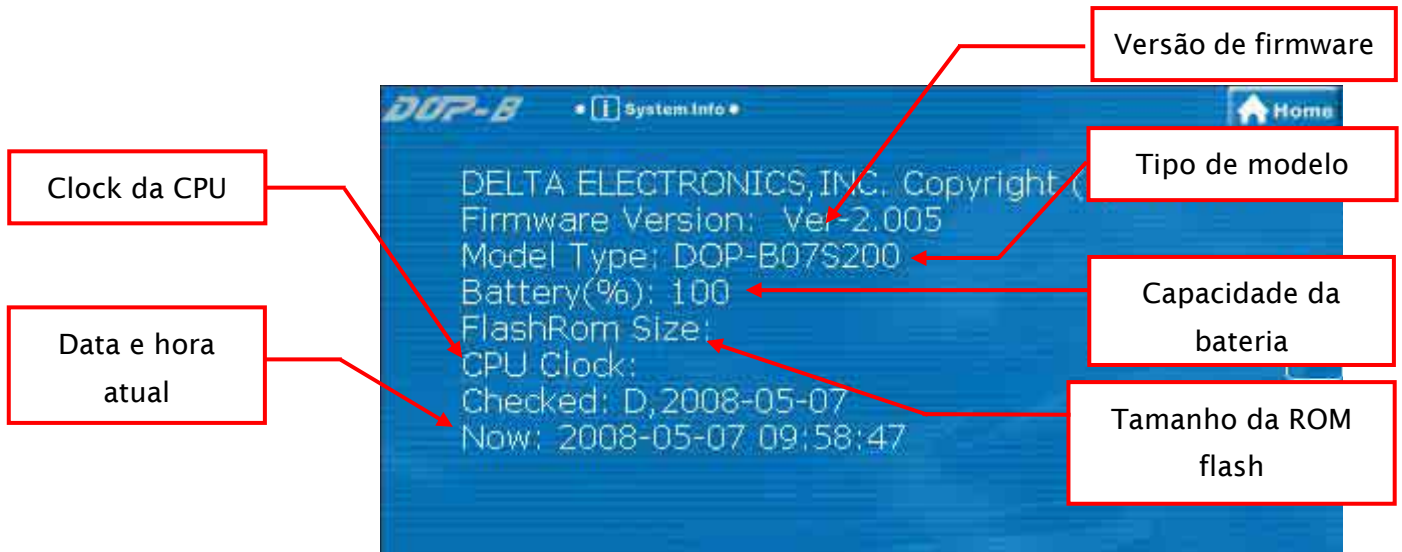 Versão de firmware
DOP-B
System Info
Home
Tipo de modelo
Clock da CPU
DELTA ELECTRONICS,INC. Copyright (
Firmware Version: Ver-2.005
Model Type: DOP-B07S200
Battery(%): 100
Capacidade da
bateria
FlashRom Size:
Data e hora
atual
CPU Clock:
Checked: D,2008-05-07
Now: 2008-05-07 09:58:47
Tamanho da ROM
flash